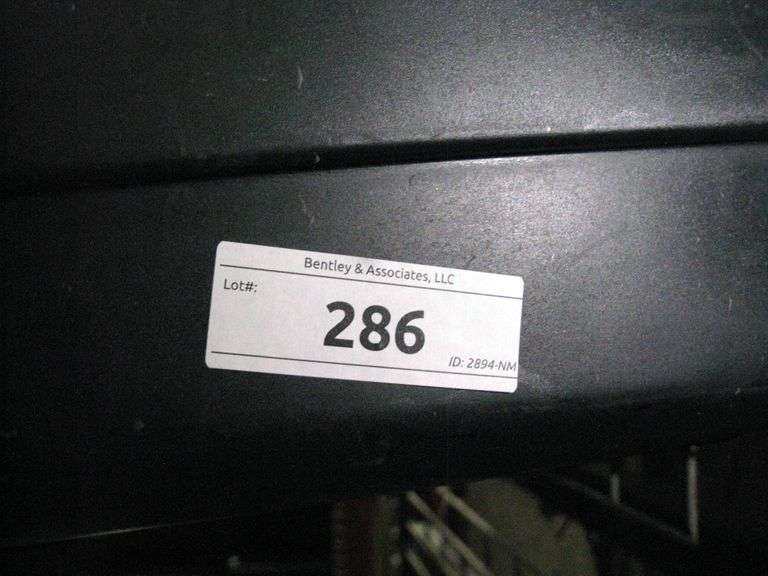 Bentley & Associates, LLC
Lot#:
286
ID: 2894-NM